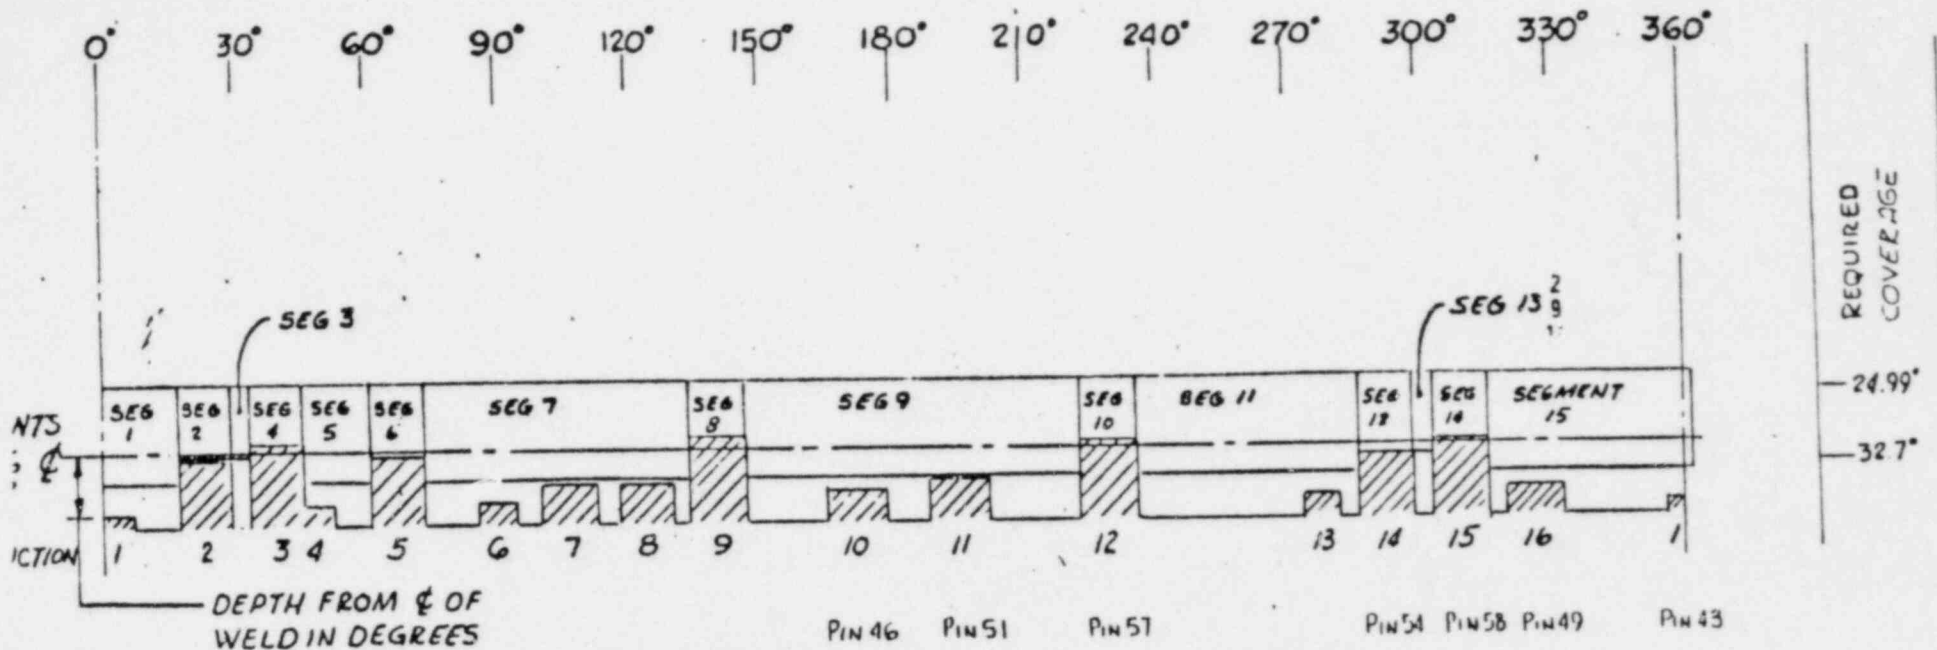 0° 30° 60° 90° 120° 150° 180° 210° 240° 270° 300° 330° 360°
REQUIRED
COVERAGE
SEG 3
SEG 13
24.99°
32.7°
SEG
1
SEG
2
SEG
4
SEG
5
SEG
6
SEG 7
SEG
8
SEG 9
SEG
10
SEG 11
SEG
12
SEG
14
SEGMENT
15
NTS
℄
ICTION
1 2 3 4 5 6 7 8 9 10 11 12 13 14 15 16 1
DEPTH FROM ℄ OF
WELD IN DEGREES
PIN 46 PIN 51 PIN 57 PIN 54 PIN 58 PIN 49 PIN 43